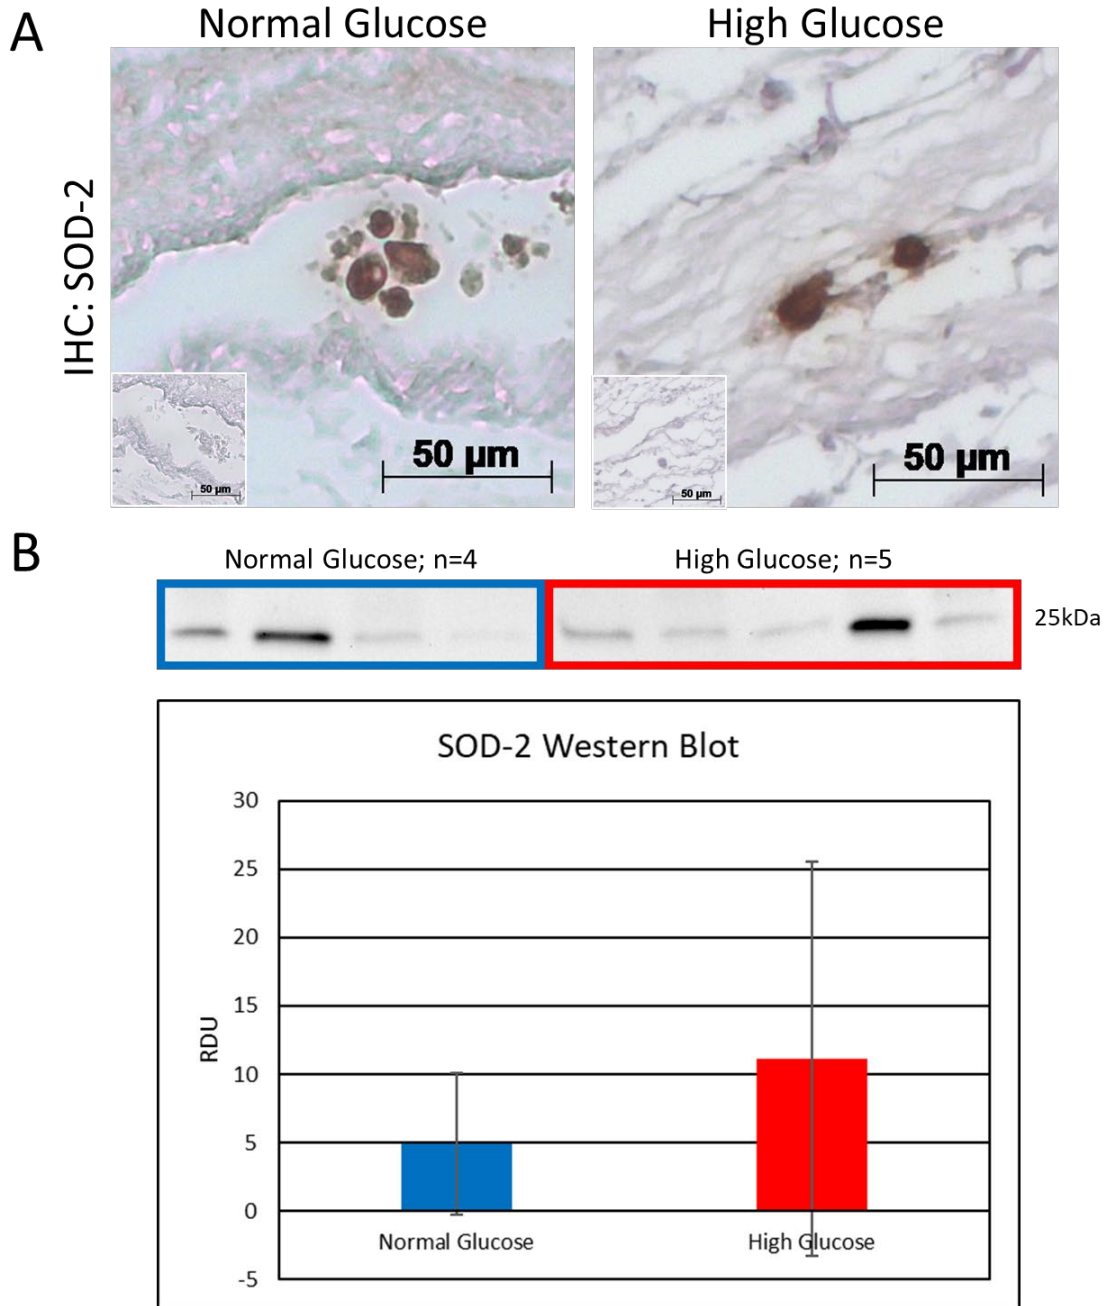 A
Normal Glucose
High Glucose
IHC: SOD-2
50 µm
50 µm
50 µm
50 µm
B
Normal Glucose; n=4
High Glucose; n=5
25kDa
SOD-2 Western Blot
RDU
30
25
20
15
10
5
0
-5
Normal Glucose
High Glucose